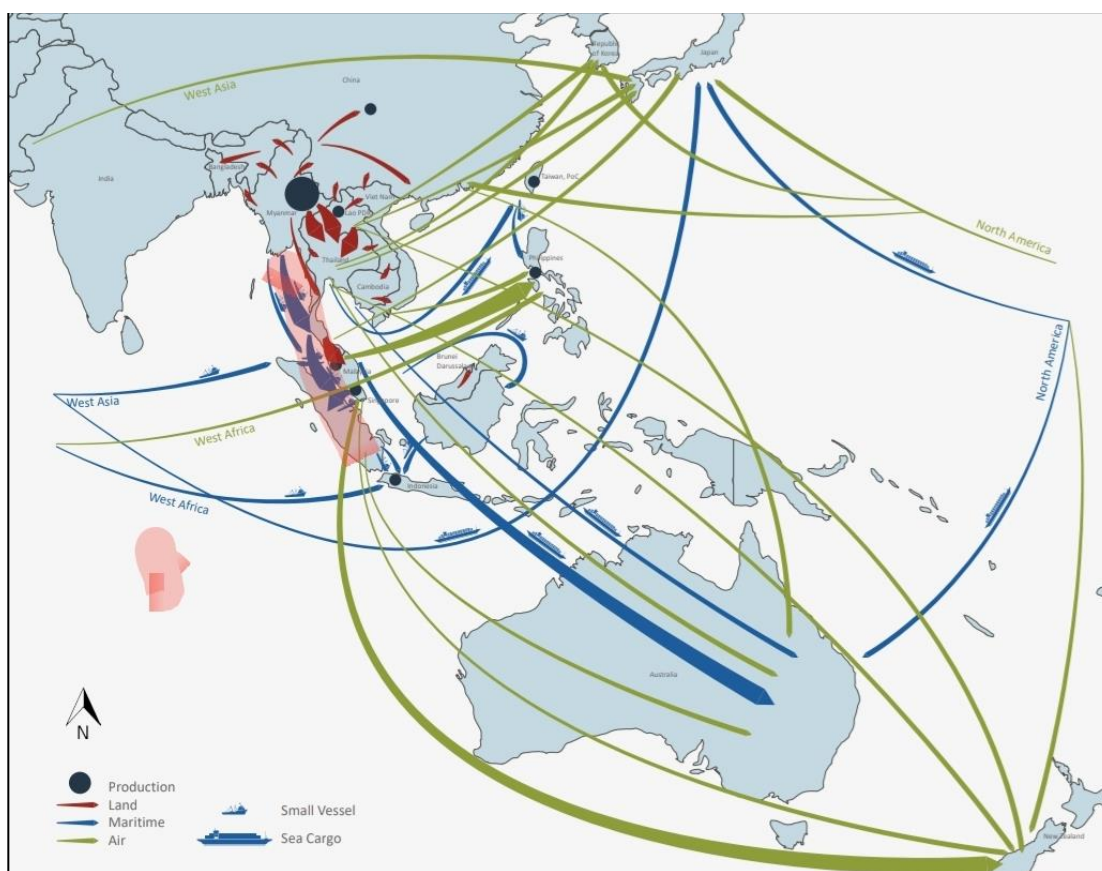 Republic
of Korea
Japan
West Asia
China
Bangladesh
India
Taiwan, PoC
Viet Nam
Lao PDR
Myanmar
North America
Thailand
Philippines
Cambodia
Brunei
Darussalam
Malaysia
North America
West Asia
Singapore
West Africa
Indonesia
West Africa
Australia
N
Production
Land
Small Vessel
Maritime
Sea Cargo
Air
New Zealand